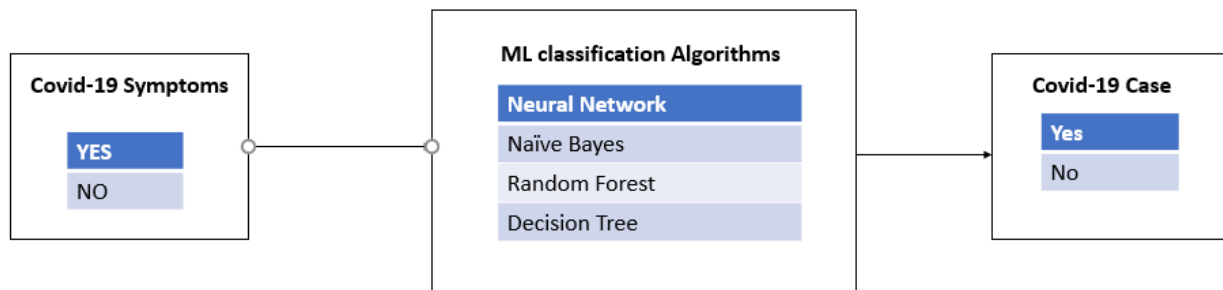 Covid-19 Symptoms
YES
NO
ML classification Algorithms
Neural Network
Naïve Bayes
Random Forest
Decision Tree
Covid-19 Case
Yes
No